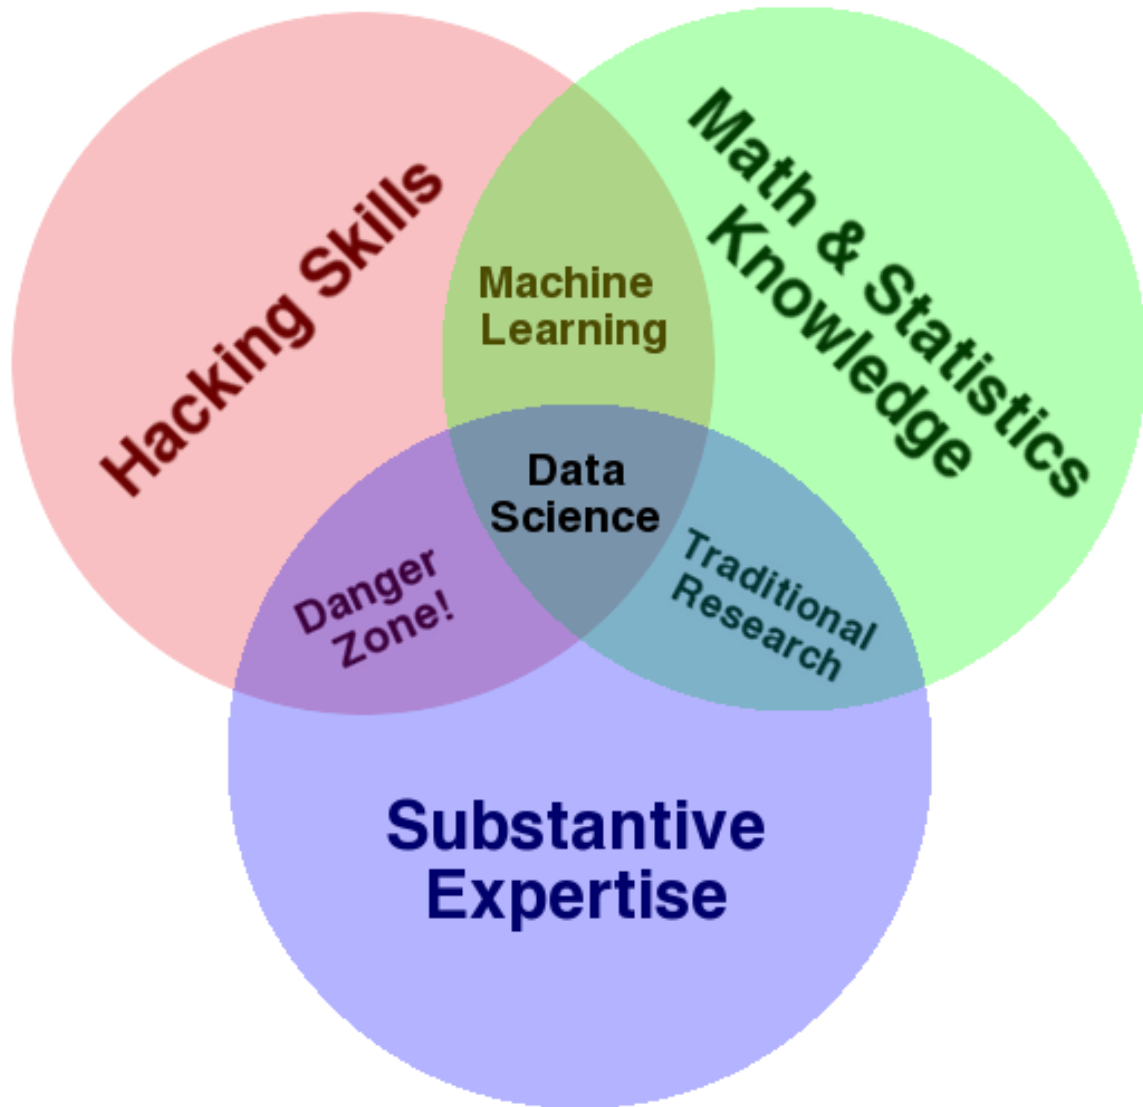 Hacking Skills
Math & Statistics
Knowledge
Machine
Learning
Data
Science
Danger
Zone!
Traditional
Research
Substantive
Expertise